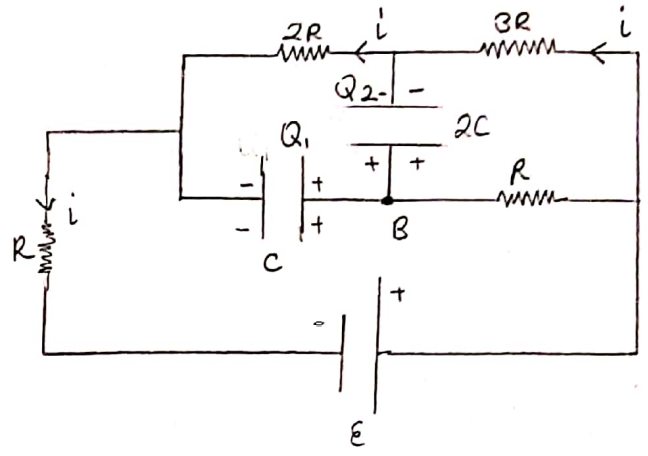 2R i 3R i
Q2 - -
2C
Q1
- + + + R
- +
B
C
i
R
- +
E